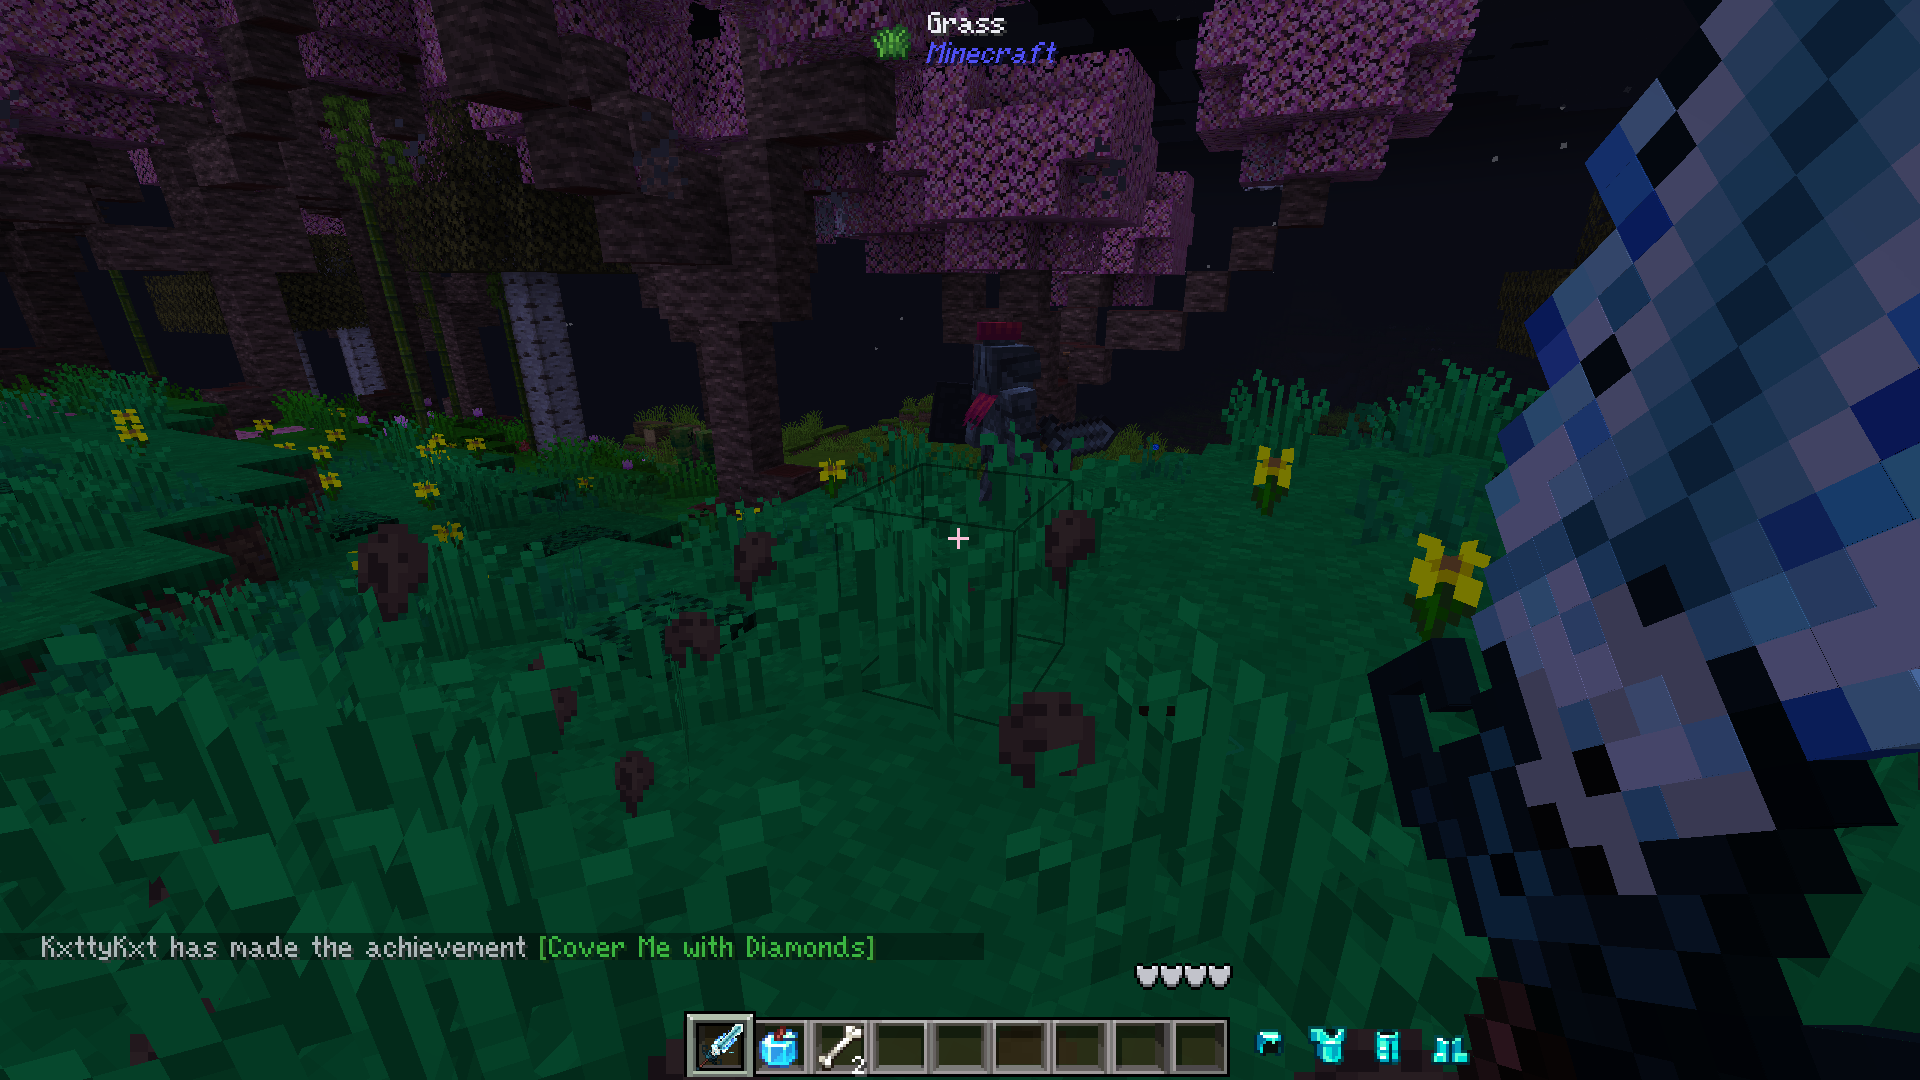 Grass
Minecraft
KxttyKxt has made the achievement [Cover Me with Diamonds]
2